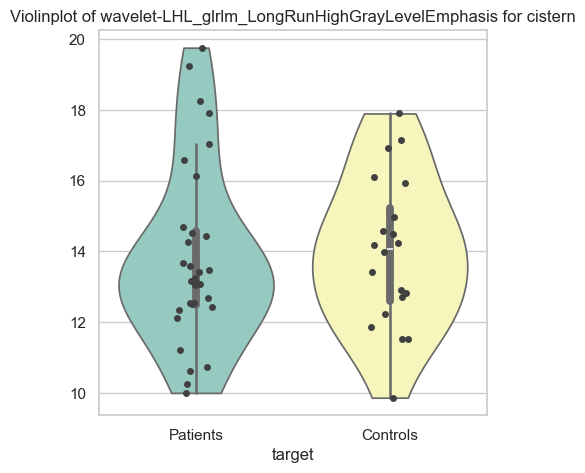 Violinplot of wavelet-LHL_glrlm_LongRunHighGrayLevelEmphasis for cistern
20
18
16
14
12
10
Patients
Controls
target